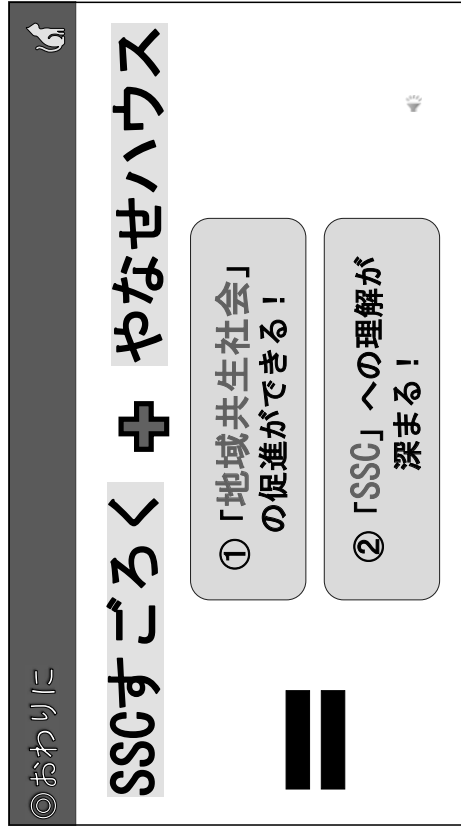 ◎おわりに
SSCすごろく ✚ やなせハウス
＝
①「地域共生社会」
の促進ができる！
②「SSC」への理解が
深まる！